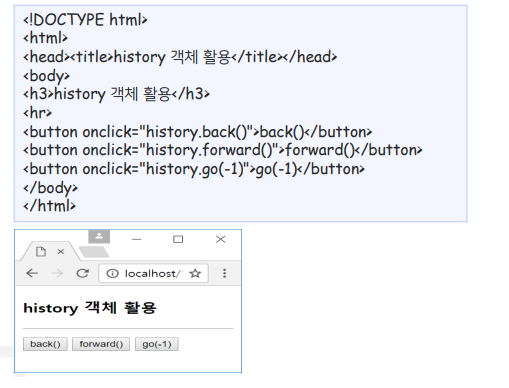 <!DOCTYPE html>
<html>
<head><title>history 객체 활용</title></head>
<body>
<h3>history 객체 활용</h3>
<hr>
<button onclick="history.back()">back()</button>
<button onclick="history.forward()">forward()</button>
<button onclick="history.go(-1)">go(-1)</button>
</body>
</html>
localhost/
history 객체 활용
back() forward() go(-1)